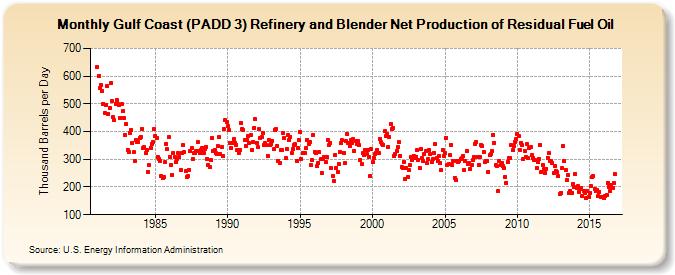 Monthly Gulf Coast (PADD 3) Refinery and Blender Net Production of Residual Fuel Oil
Thousand Barrels per Day
700
600
500
400
300
200
100
1985 1990 1995 2000 2005 2010 2015
Source: U.S. Energy Information Administration